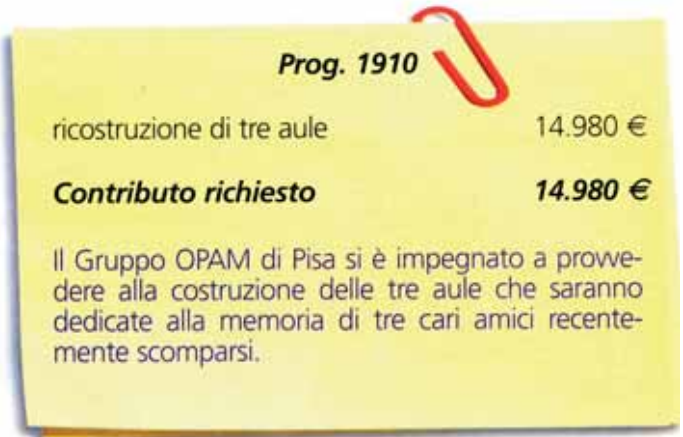 Prog. 1910
ricostruzione di tre aule 14.980 €
Contributo richiesto 14.980 €
Il Gruppo OPAM di Pisa si è impegnato a provve-
dere alla costruzione delle tre aule che saranno
dedicate alla memoria di tre cari amici recente-
mente scomparsi.